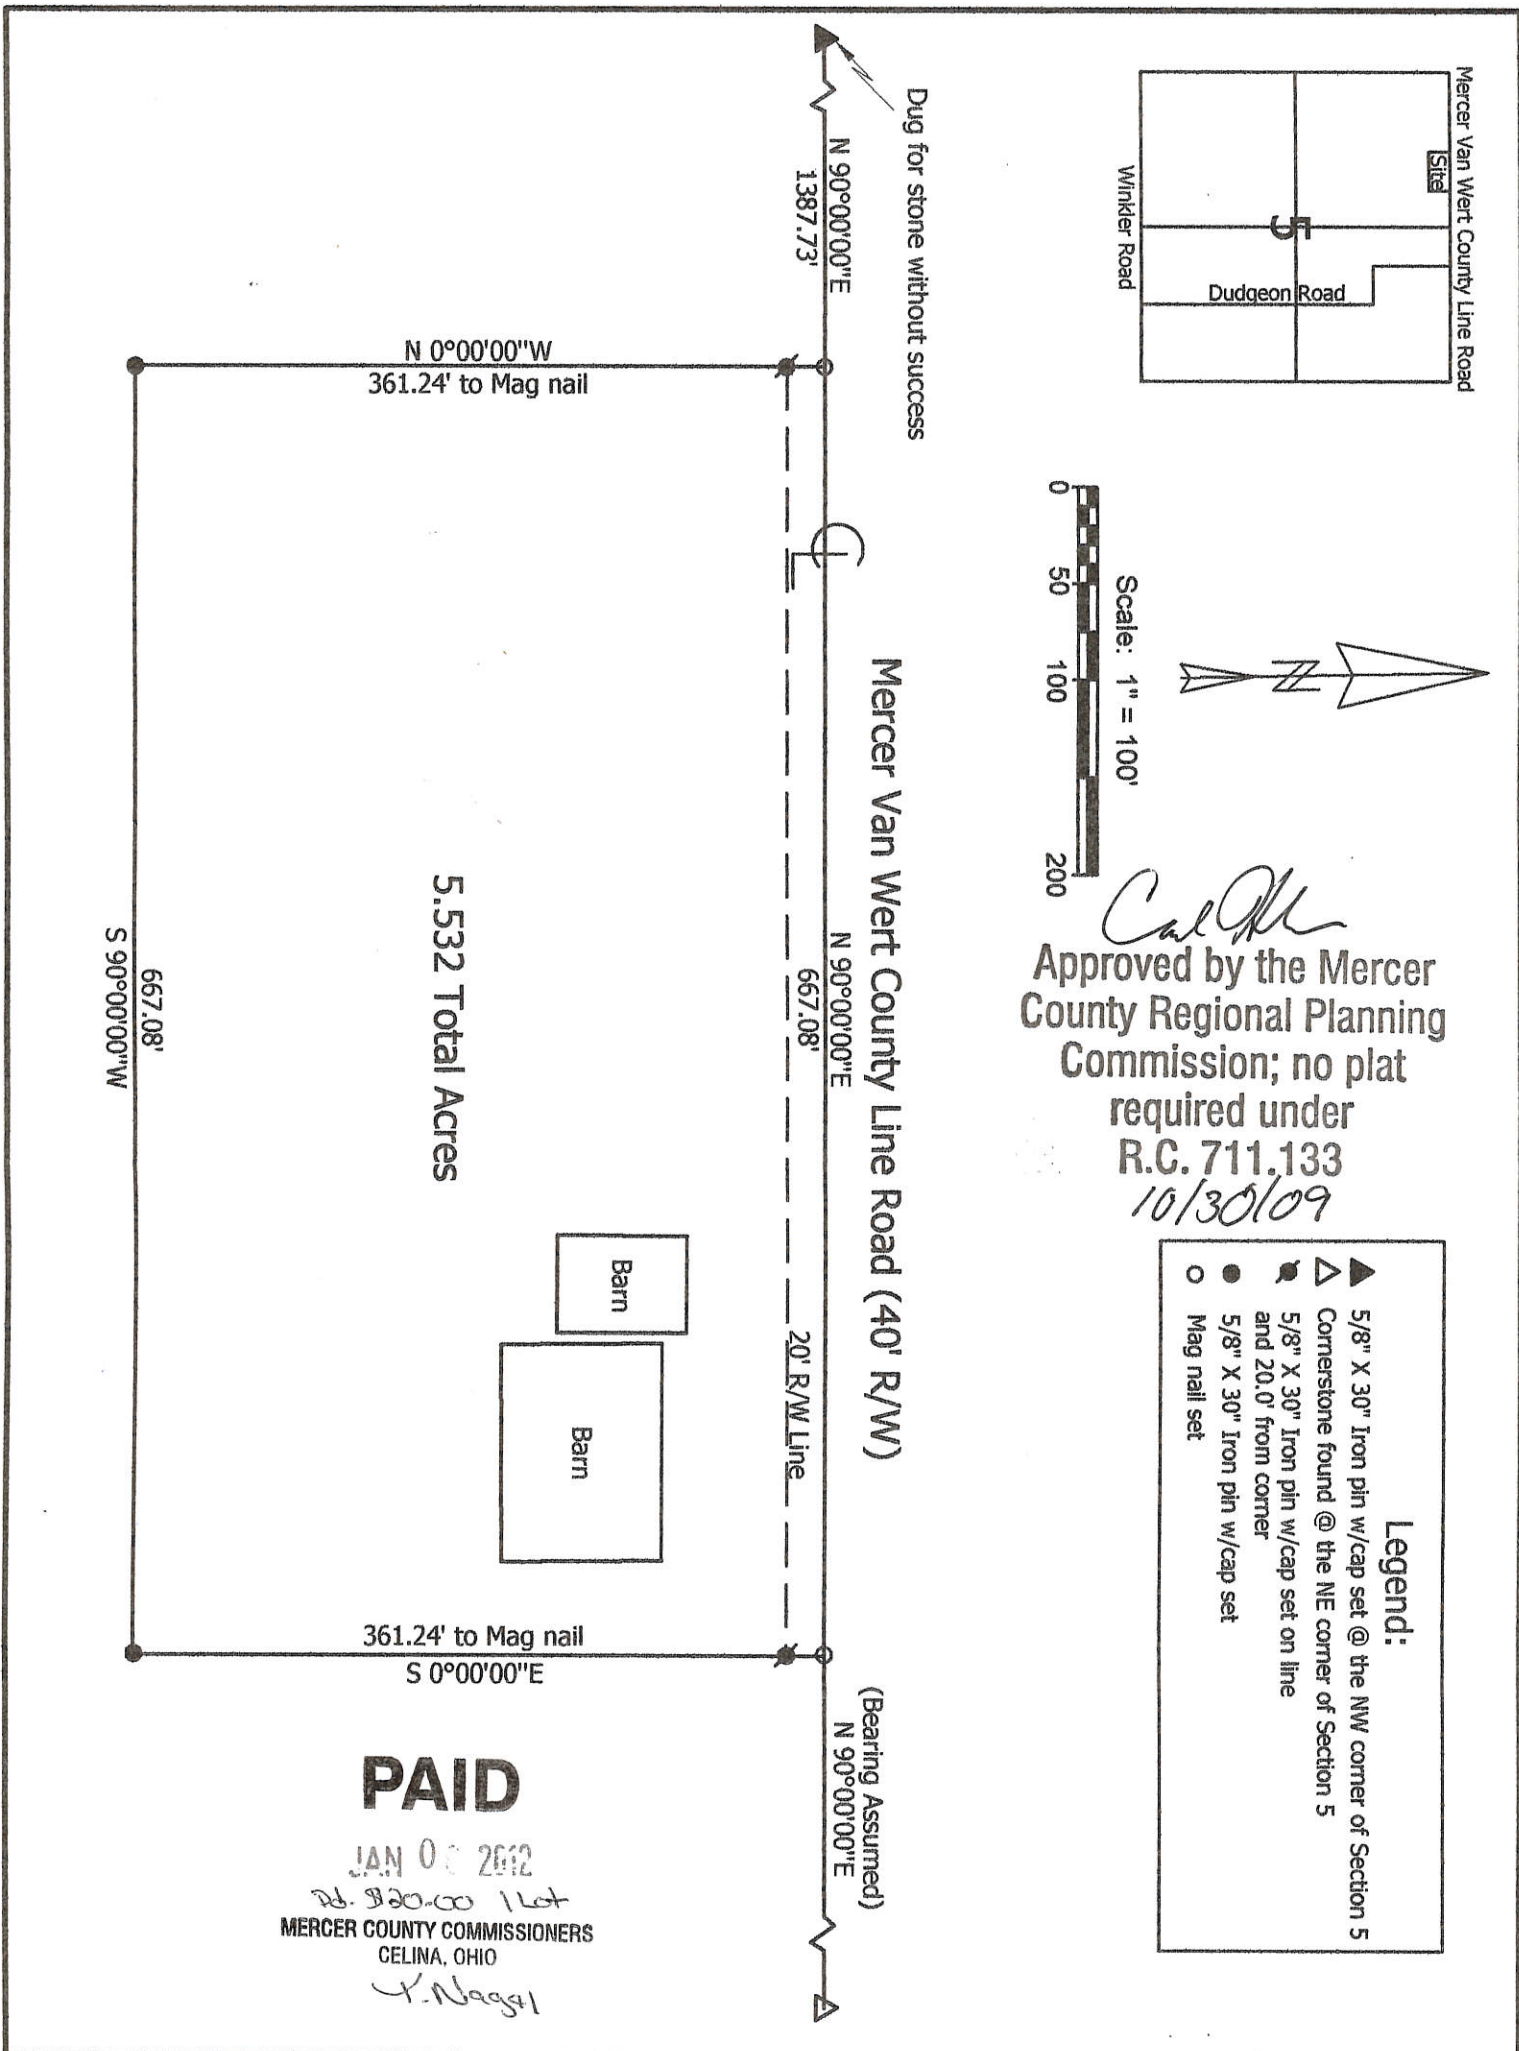 Mercer Van Wert County Line Road
Site
5
Dudgeon Road
Winkler Road
Scale: 1" = 100'
0 50 100 200
N
Approved by the Mercer
County Regional Planning
Commission; no plat
required under
R.C. 711.133
10/30/09
Legend:
5/8" X 30" Iron pin w/cap set @ the NW corner of Section 5
Cornerstone found @ the NE corner of Section 5
5/8" X 30" Iron pin w/cap set on line
and 20.0' from corner
5/8" X 30" Iron pin w/cap set
Mag nail set
Dug for stone without success
N 90°00'00"E
1387.73'
Mercer Van Wert County Line Road (40' R/W)
N 90°00'00"E
667.08'
(Bearing Assumed)
N 90°00'00"E
20' R/W Line
N 0°00'00"W
361.24' to Mag nail
Barn
Barn
5.532 Total Acres
361.24' to Mag nail
S 0°00'00"E
667.08'
S 90°00'00"W
PAID
JAN 2012
Pd. $20.00 1 Lot
MERCER COUNTY COMMISSIONERS
CELINA, OHIO